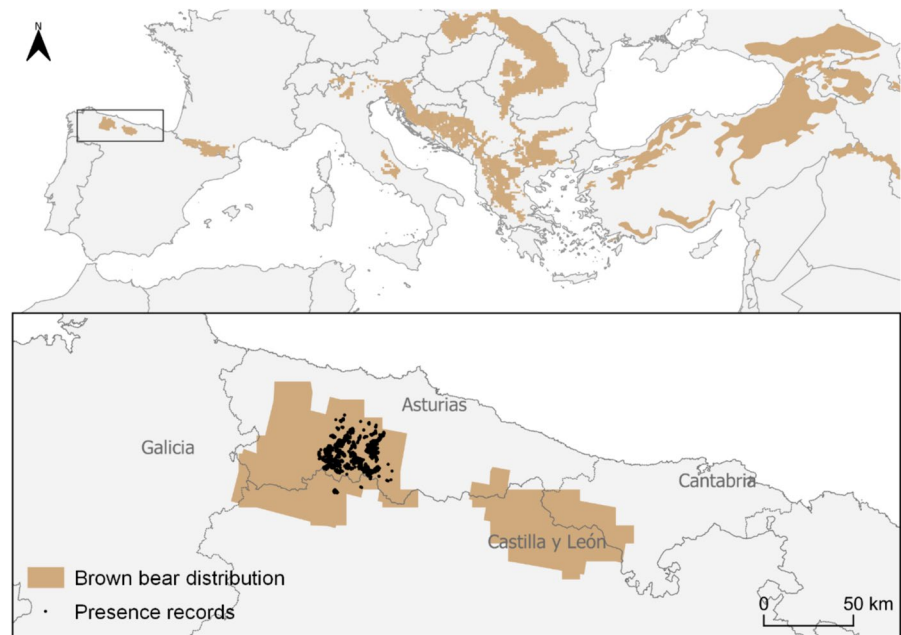 N
Asturias
Galicia
Cantabria
Castilla y León
Brown bear distribution
Presence records
0 50 km